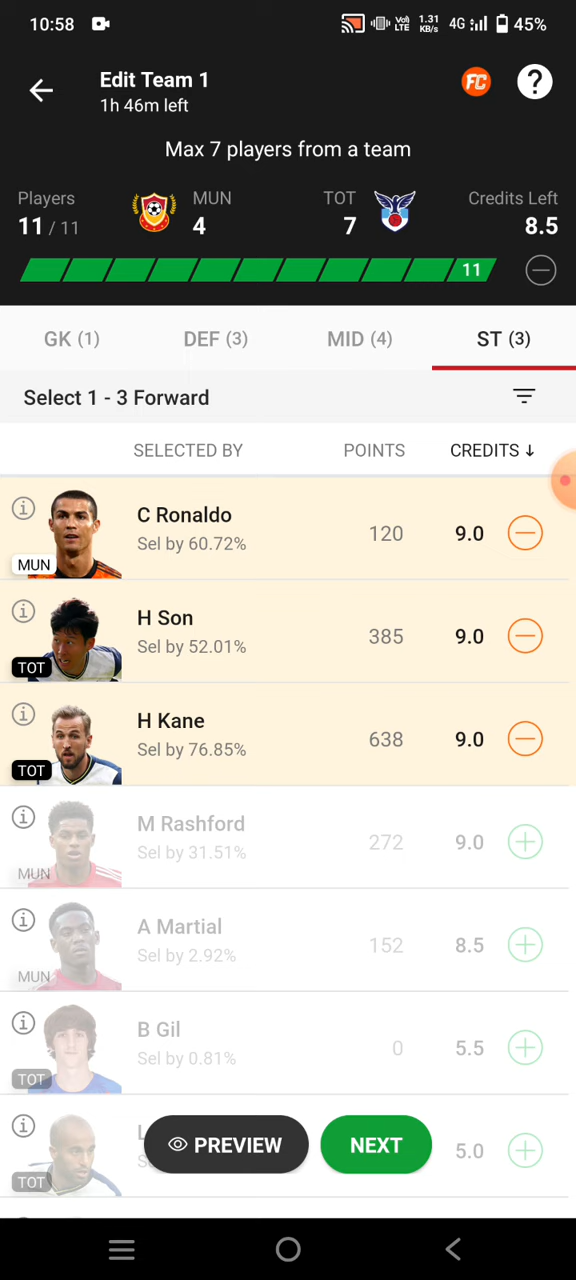 10:58
Vo) LTE
1.31 KB/s
4G
45%
Edit Team 1
1h 46m left
FC
?
Max 7 players from a team
Players
11 / 11
MUN
4
TOT
7
Credits Left
8.5
11
GK (1)
DEF (3)
MID (4)
ST (3)
Select 1 - 3 Forward
SELECTED BY
POINTS
CREDITS ↓
C Ronaldo
Sel by 60.72%
MUN
120
9.0
H Son
Sel by 52.01%
TOT
385
9.0
H Kane
Sel by 76.85%
TOT
638
9.0
M Rashford
Sel by 31.51%
MUN
272
9.0
A Martial
Sel by 2.92%
MUN
152
8.5
B Gil
Sel by 0.81%
TOT
0
5.5
TOT
5.0
PREVIEW
NEXT